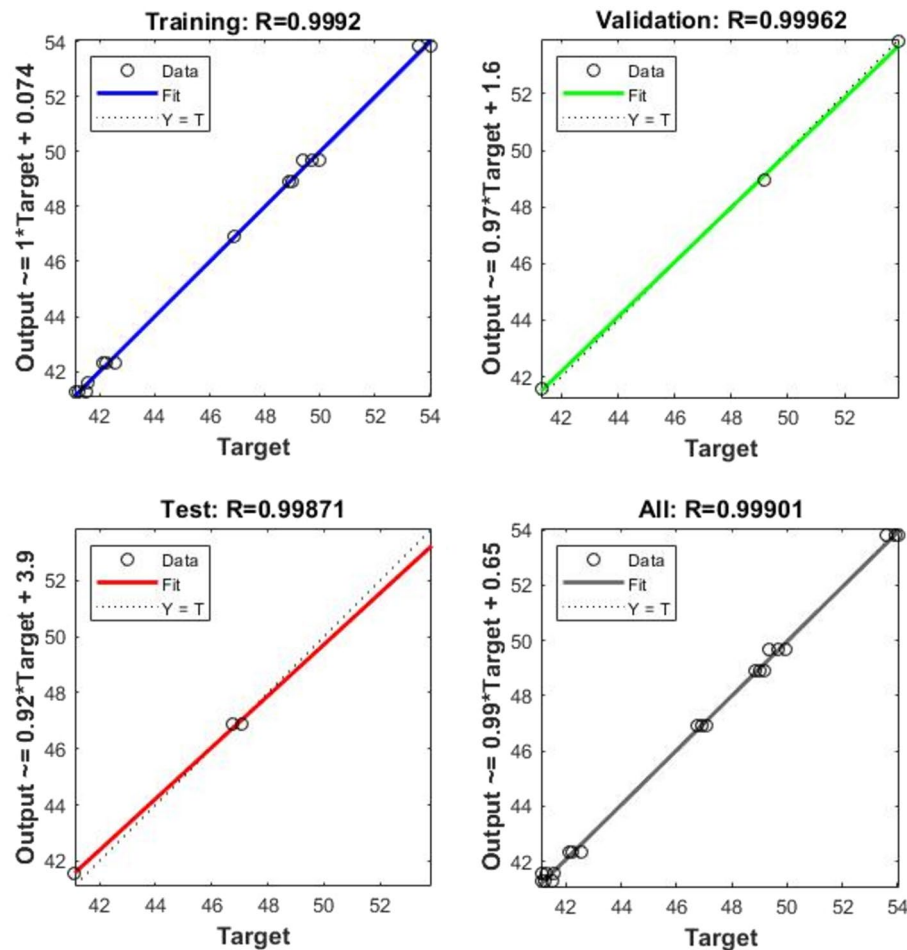 Training: R=0.9992
Output ~= 1*Target + 0.074
54
52
50
48
46
44
42
Data
Fit
Y = T
42 44 46 48 50 52 54
Target
Validation: R=0.99962
Output ~= 0.97*Target + 1.6
52
50
48
46
44
42
Data
Fit
Y = T
42 44 46 48 50 52
Target
Test: R=0.99871
Output ~= 0.92*Target + 3.9
52
50
48
46
44
42
Data
Fit
Y = T
42 44 46 48 50 52
Target
All: R=0.99901
Output ~= 0.99*Target + 0.65
54
52
50
48
46
44
42
Data
Fit
Y = T
42 44 46 48 50 52 54
Target